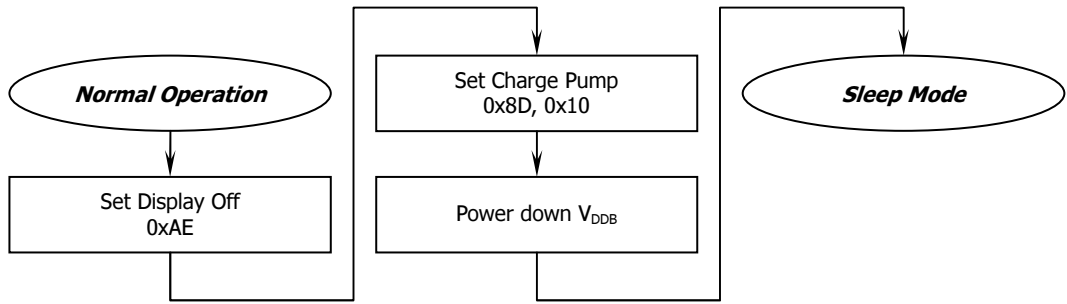 Normal Operation
Set Display Off
0xAE
Set Charge Pump
0x8D, 0x10
Power down VDDB
Sleep Mode